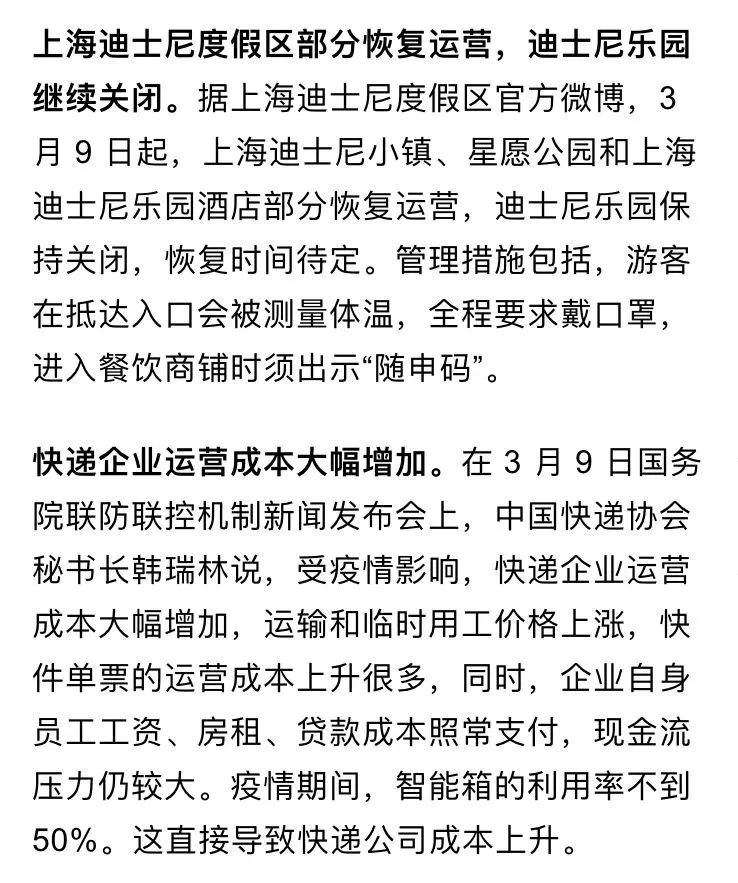 上海迪士尼度假区部分恢复运营，迪士尼乐园
继续关闭。据上海迪士尼度假区官方微博，3
月 9 日起，上海迪士尼小镇、星愿公园和上海
迪士尼乐园酒店部分恢复运营，迪士尼乐园保
持关闭，恢复时间待定。管理措施包括，游客
在抵达入口会被测量体温，全程要求戴口罩，
进入餐饮商铺时须出示“随申码”。
快递企业运营成本大幅增加。在 3 月 9 日国务
院联防联控机制新闻发布会上，中国快递协会
秘书长韩瑞林说，受疫情影响，快递企业运营
成本大幅增加，运输和临时用工价格上涨，快
件单票的运营成本上升很多，同时，企业自身
员工工资、房租、贷款成本照常支付，现金流
压力仍较大。疫情期间，智能箱的利用率不到
50%。这直接导致快递公司成本上升。